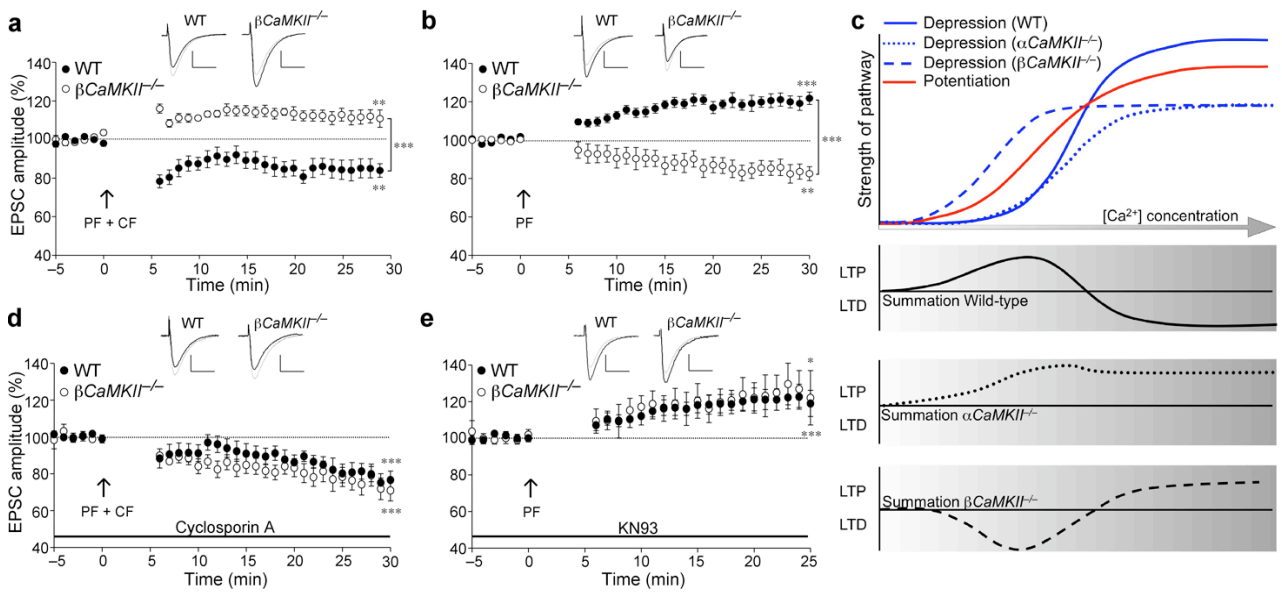 a
WT
βCaMKII–/–
WT
βCaMKII–/–
EPSC amplitude (%)
120
100
80
60
40
**
***
**
PF + CF
–5
0
5
10
15
20
25
30
Time (min)
b
WT
βCaMKII–/–
WT
βCaMKII–/–
120
100
80
60
40
***
***
**
PF
–5
0
5
10
15
20
25
30
Time (min)
c
Depression (WT)
Depression (αCaMKII–/–)
Depression (βCaMKII–/–)
Potentiation
Strength of pathway
[Ca2+] concentration
LTP
LTD
Summation Wild-type
LTP
LTD
Summation αCaMKII–/–
LTP
LTD
Summation βCaMKII–/–
d
WT
βCaMKII–/–
WT
βCaMKII–/–
EPSC amplitude (%)
120
100
80
60
40
***
***
PF + CF
Cyclosporin A
–5
0
5
10
15
20
25
30
Time (min)
e
WT
βCaMKII–/–
WT
βCaMKII–/–
140
120
100
80
60
40
*
***
PF
KN93
–5
0
5
10
15
20
25
Time (min)